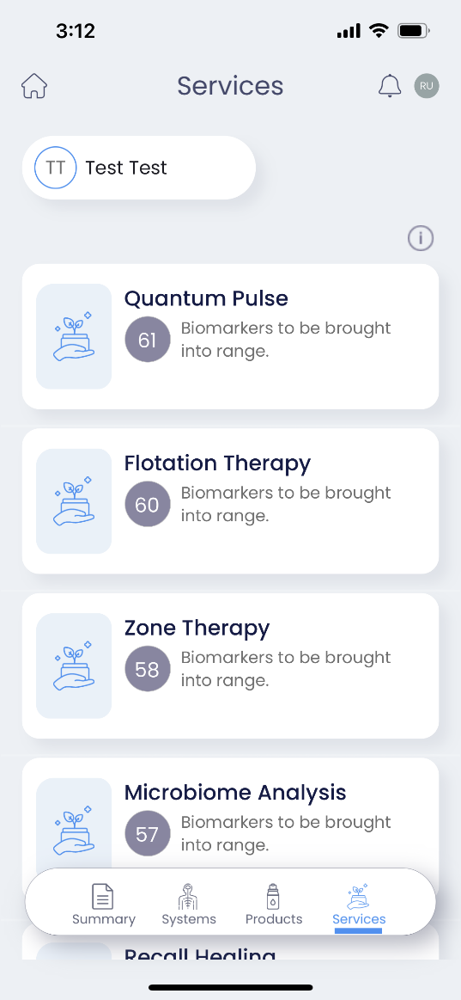 3:12
Services
RU
TT
Test Test
i
Quantum Pulse
61
Biomarkers to be brought
into range.
Flotation Therapy
60
Biomarkers to be brought
into range.
Zone Therapy
58
Biomarkers to be brought
into range.
Microbiome Analysis
57
Biomarkers to be brought
into range.
Summary
Systems
Products
Services
Recall Healing